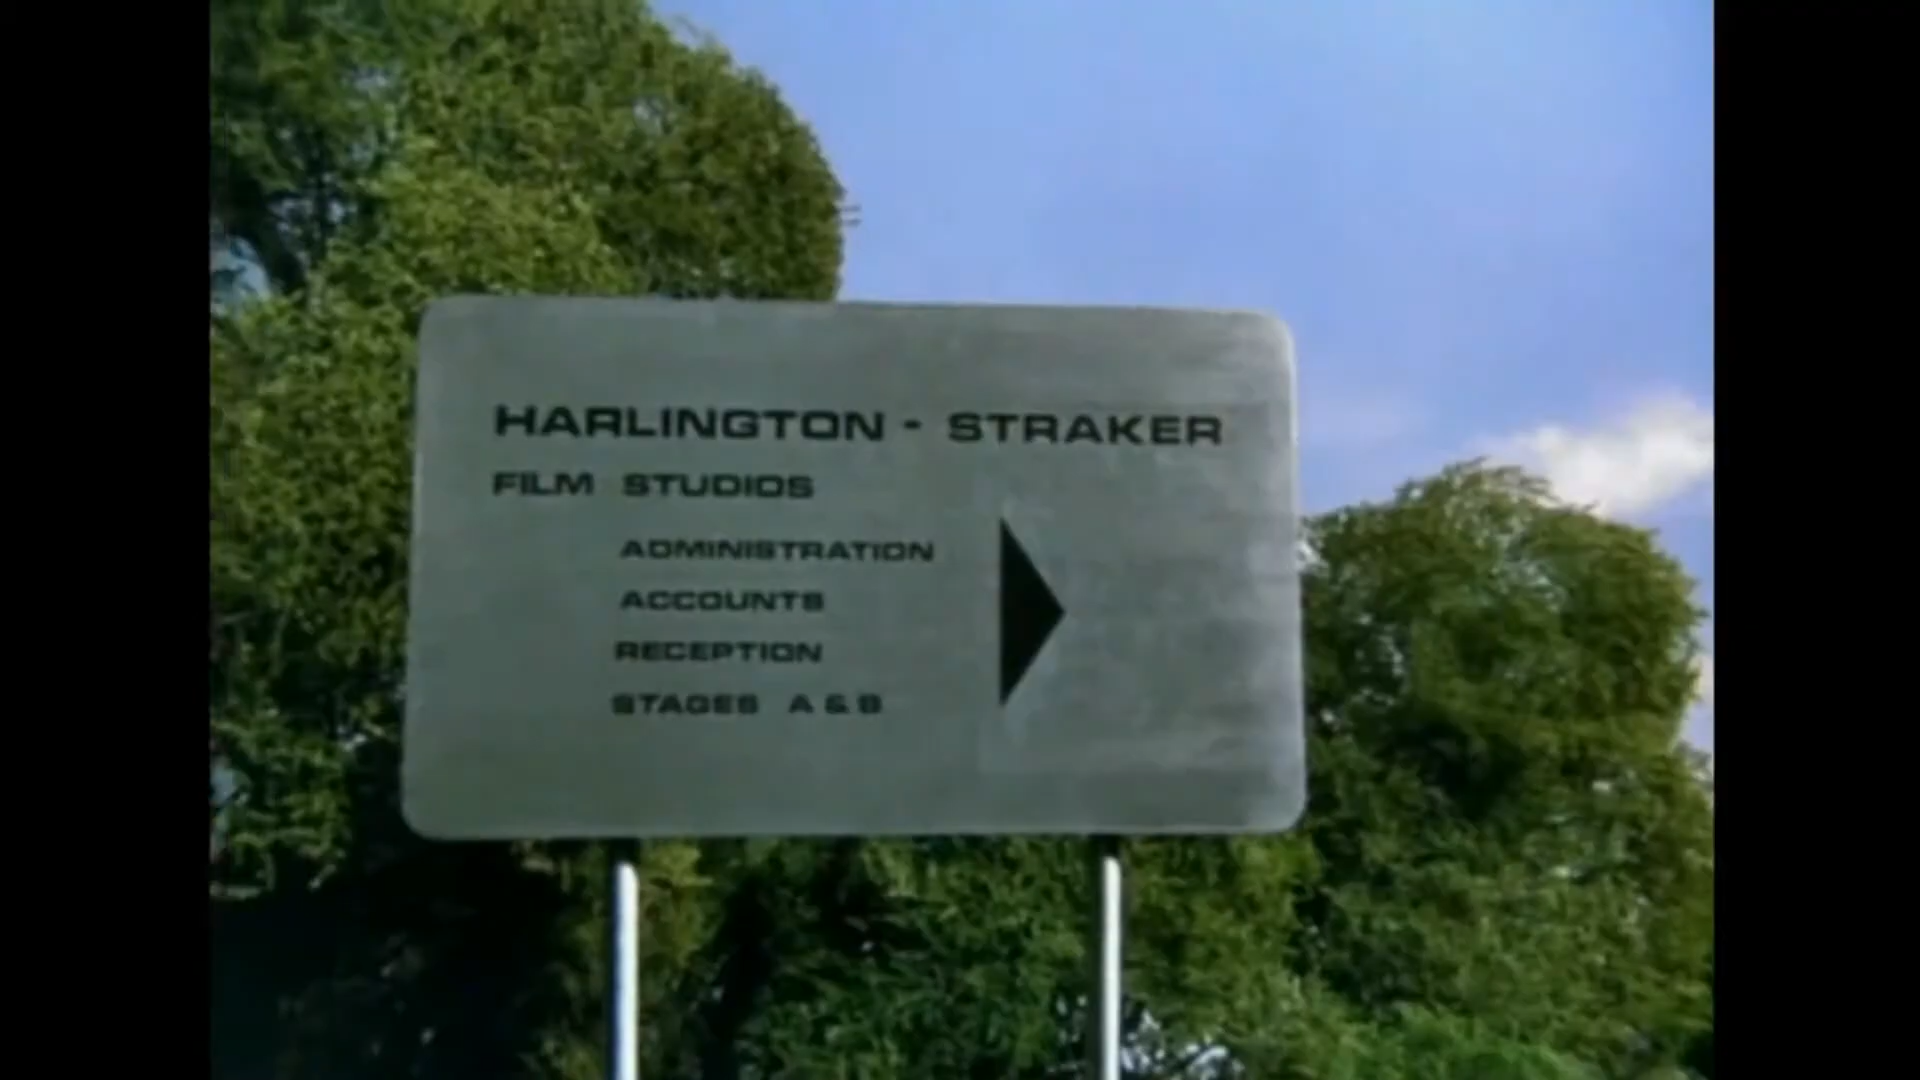 HARLINGTON - STRAKER
FILM STUDIOS
ADMINISTRATION
ACCOUNTS
RECEPTION
STAGES A & B